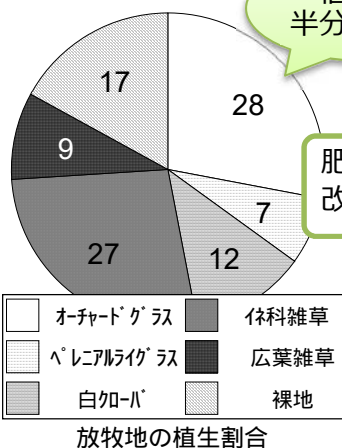 半分
17
28
9
肥
改
7
27
12
ｵｰﾁｬｰﾄﾞｸﾞﾗｽ
ｲﾈ科雑草
ﾍﾟﾚﾆｱﾙﾗｲｸﾞﾗｽ
広葉雑草
白ｸﾛｰﾊﾞ
裸地
放牧地の植生割合